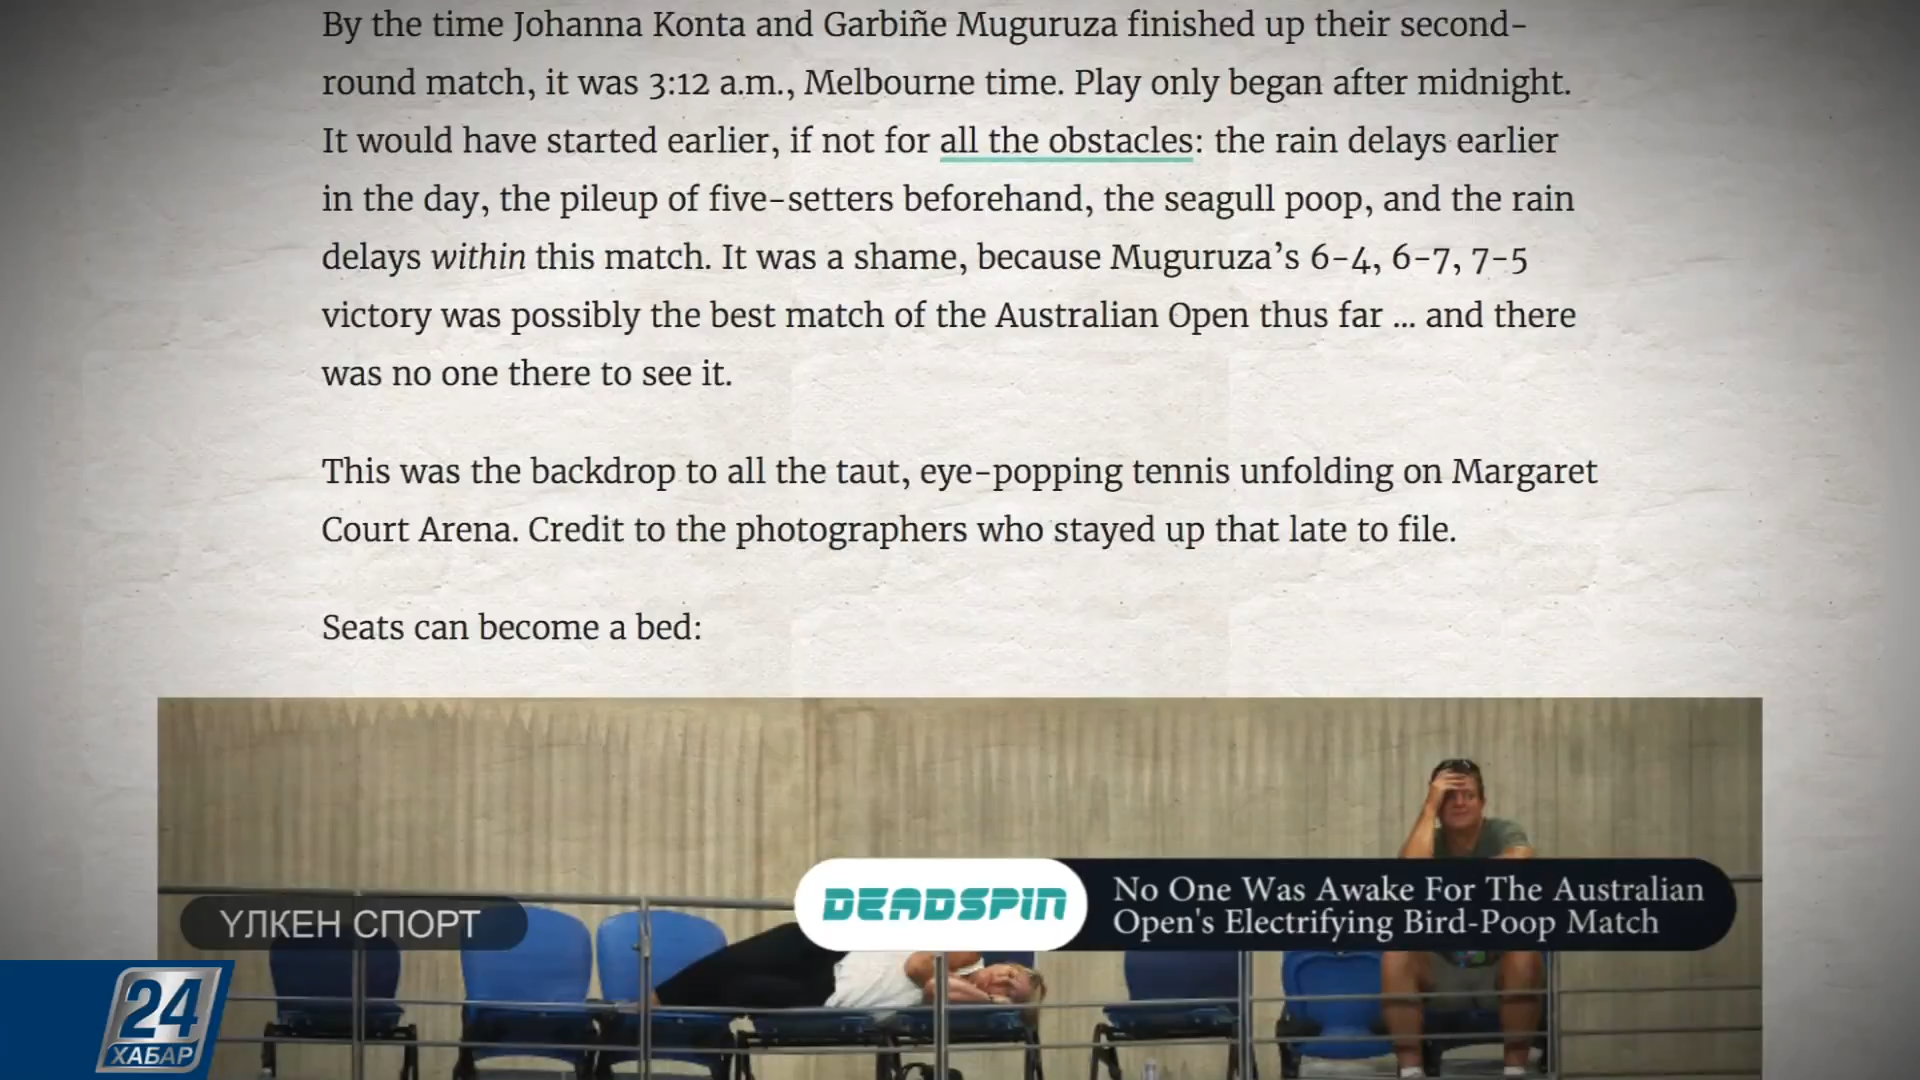 By the time Johanna Konta and Garbiñe Muguruza finished up their second-
round match, it was 3:12 a.m., Melbourne time. Play only began after midnight.
It would have started earlier, if not for all the obstacles: the rain delays earlier
in the day, the pileup of five-setters beforehand, the seagull poop, and the rain
delays within this match. It was a shame, because Muguruza’s 6-4, 6-7, 7-5
victory was possibly the best match of the Australian Open thus far ... and there
was no one there to see it.
This was the backdrop to all the taut, eye-popping tennis unfolding on Margaret
Court Arena. Credit to the photographers who stayed up that late to file.
Seats can become a bed:
DEADSPIN
No One Was Awake For The Australian
Open's Electrifying Bird-Poop Match
ҮЛКЕН СПОРТ
24
ХАБАР